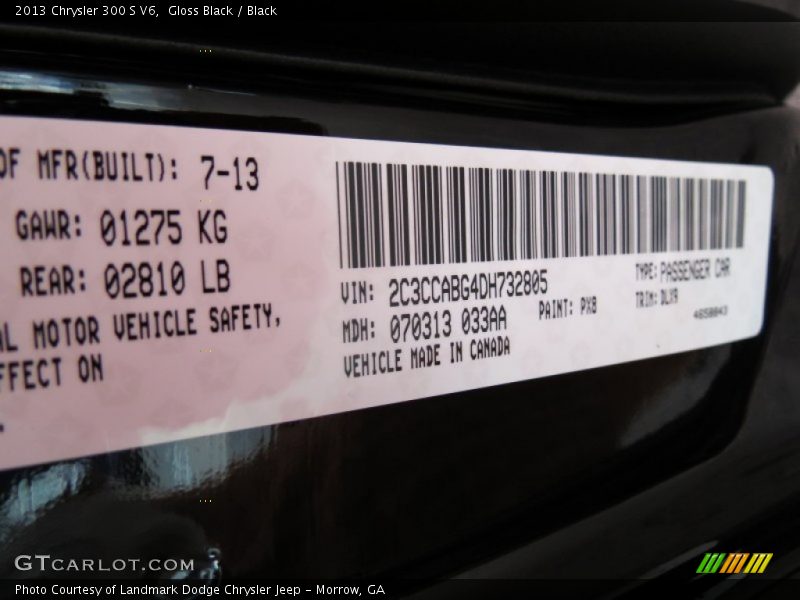 2013 Chrysler 300 S V6,  Gloss Black / Black
OF MFR(BUILT): 7-13
GAWR: 01275 KG
REAR: 02810 LB
AL MOTOR VEHICLE SAFETY,
FFECT ON
VIN: 2C3CCABG4DH732805
TYPE: PASSENGER CAR
MDH: 070313 033AA
PAINT: PX8
TRIM: DLX9
VEHICLE MADE IN CANADA
4658843
GTCARLOT.COM
Photo Courtesy of Landmark Dodge Chrysler Jeep - Morrow, GA